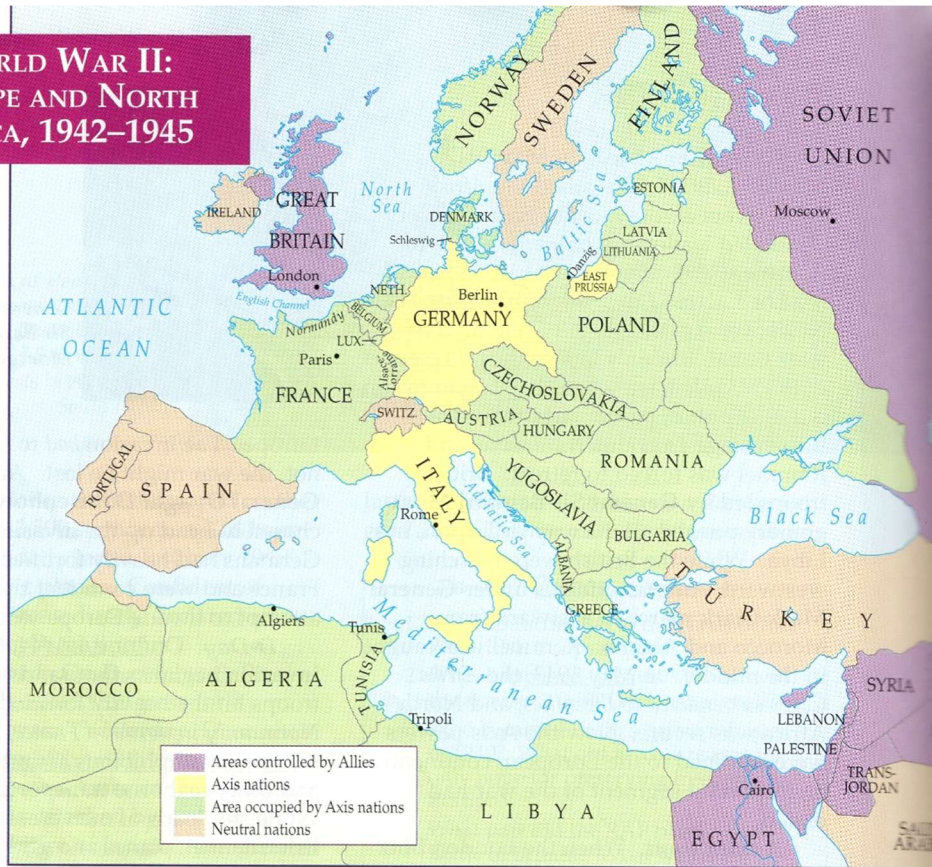 RLD WAR II:
PE AND NORTH
CA, 1942–1945
NORWAY
SWEDEN
FINLAND
SOVIET
UNION
Moscow
North
Sea
GREAT
BRITAIN
IRELAND
London
DENMARK
Schleswig
Baltic Sea
ESTONIA
LATVIA
LITHUANIA
Danzig
EAST
PRUSSIA
ATLANTIC
OCEAN
English Channel
NETH.
Berlin
GERMANY
POLAND
Normandy
BELGIUM
LUX.
Paris
Alsace-
Lorraine
FRANCE
CZECHOSLOVAKIA
SWITZ.
AUSTRIA
HUNGARY
ROMANIA
PORTUGAL
SPAIN
ITALY
Rome
Adriatic Sea
YUGOSLAVIA
BULGARIA
Black Sea
ALBANIA
GREECE
TURKEY
Mediterranean Sea
Algiers
Tunis
MOROCCO
ALGERIA
TUNISIA
Tripoli
SYRIA
LEBANON
PALESTINE
TRANS-
JORDAN
Cairo
LIBYA
EGYPT
Areas controlled by Allies
Axis nations
Area occupied by Axis nations
Neutral nations